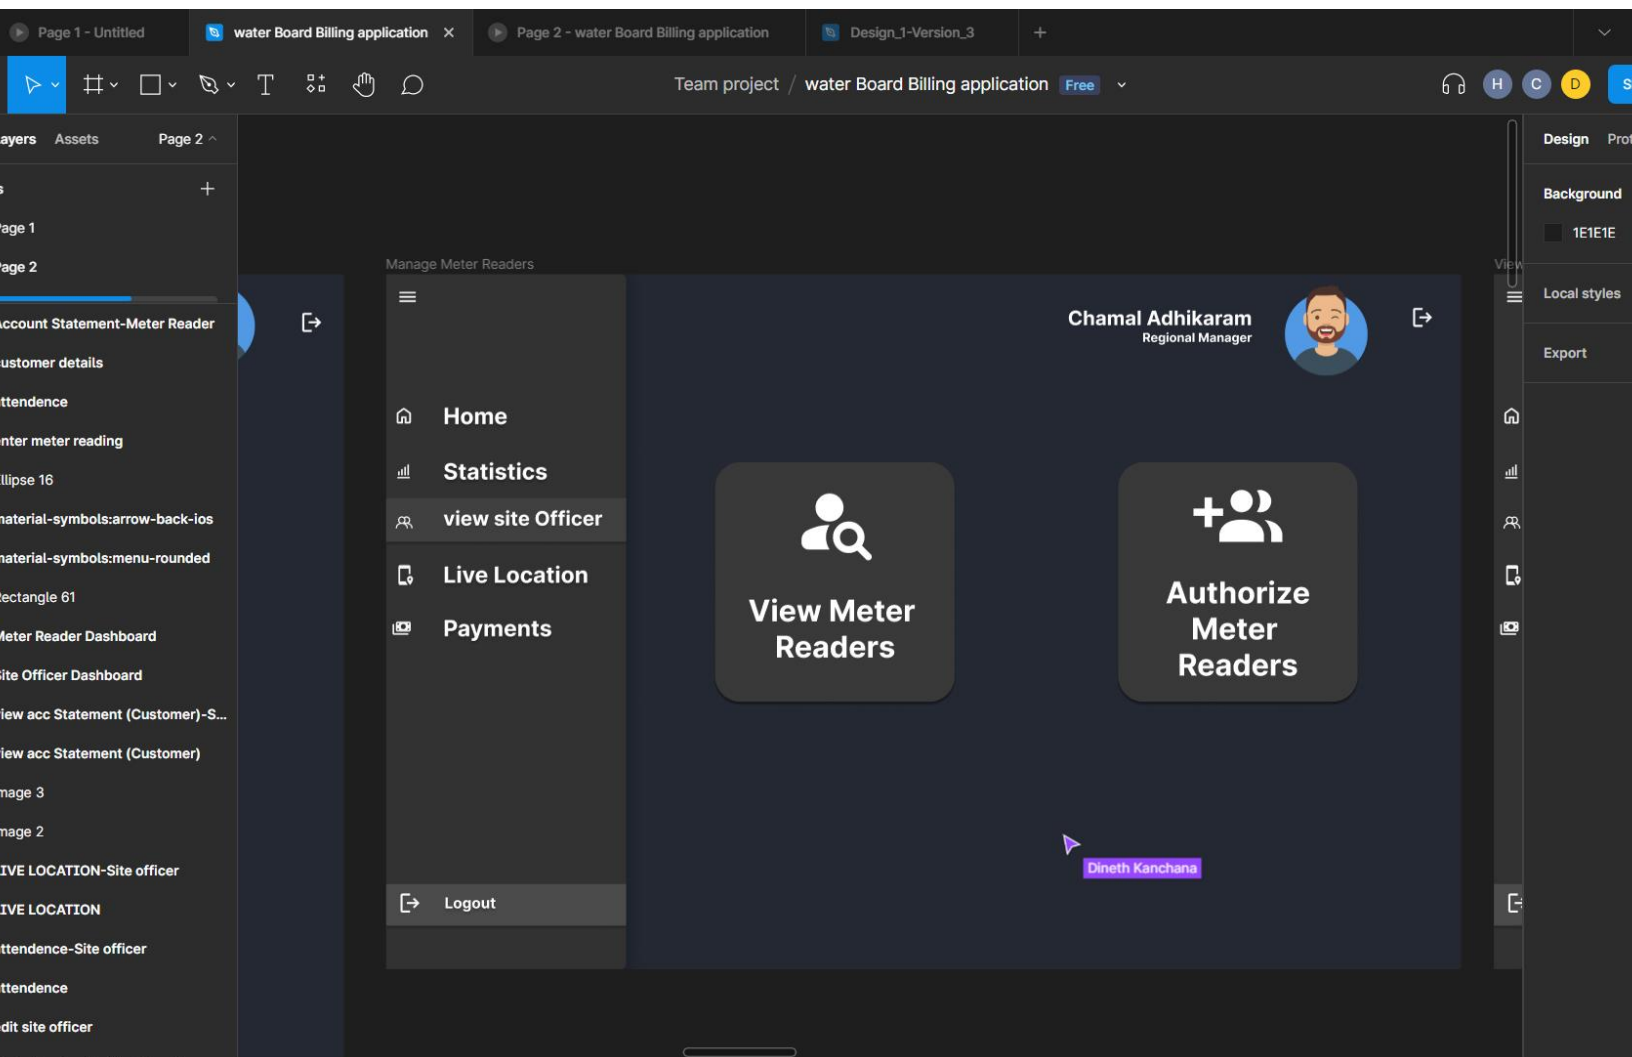 Page 1 - Untitled
water Board Billing application
Page 2 - water Board Billing application
Design_1-Version_3
Team project / water Board Billing application Free
H
C
D
S
ayers Assets Page 2
s
age 1
age 2
ccount Statement-Meter Reader
ustomer details
ttendence
nter meter reading
llipse 16
aterial-symbols:arrow-back-ios
aterial-symbols:menu-rounded
ectangle 61
eter Reader Dashboard
ite Officer Dashboard
iew acc Statement (Customer)-S...
iew acc Statement (Customer)
mage 3
mage 2
IVE LOCATION-Site officer
IVE LOCATION
ttendence-Site officer
ttendence
dit site officer
Manage Meter Readers
Home
Statistics
view site Officer
Live Location
Payments
Logout
Chamal Adhikaram
Regional Manager
View Meter
Readers
Authorize
Meter
Readers
Dineth Kanchana
View
Design Prot
Background
1E1E1E
Local styles
Export